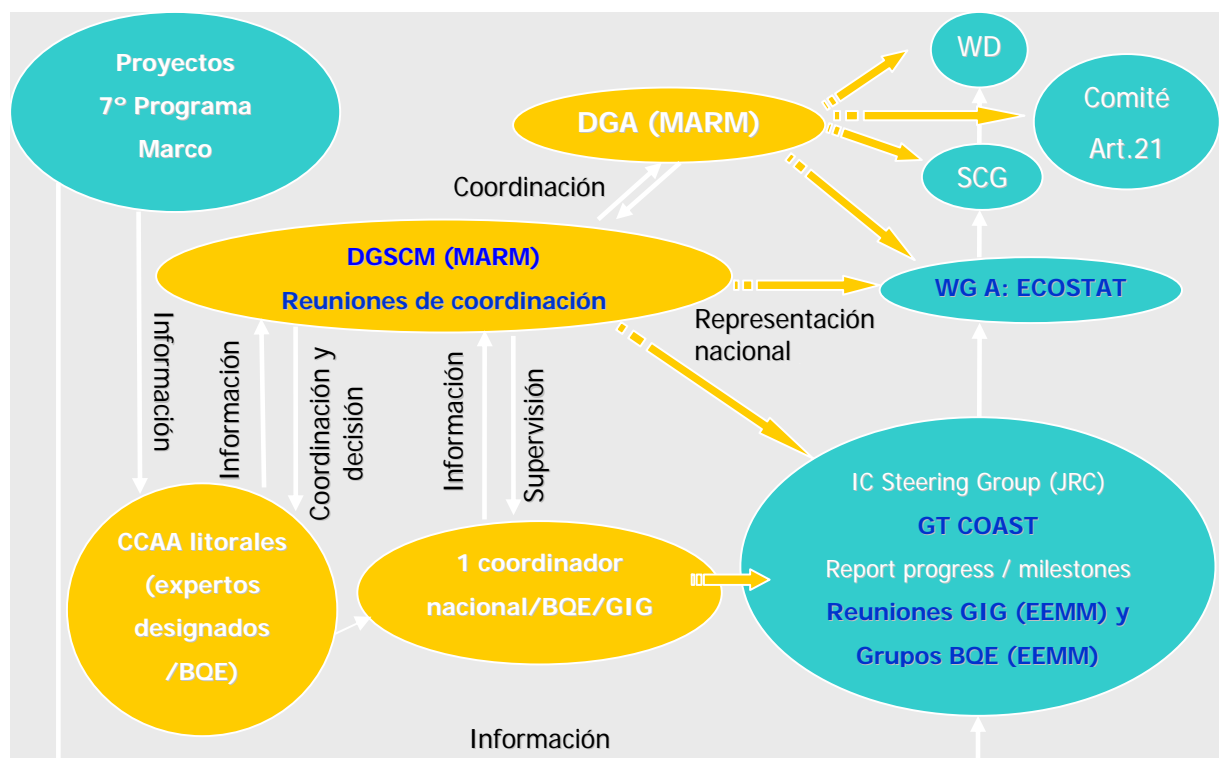 Proyectos
7º Programa
Marco
WD
Comité
Art.21
DGA (MARM)
SCG
Coordinación
DGSCM (MARM)
Reuniones de coordinación
WG A: ECOSTAT
Representación
nacional
Información
Información
Coordinación y
decisión
Información
Supervisión
CCAA litorales
(expertos
designados
/BQE)
1 coordinador
nacional/BQE/GIG
IC Steering Group (JRC)
GT COAST
Report progress / milestones
Reuniones GIG (EEMM) y
Grupos BQE (EEMM)
Información